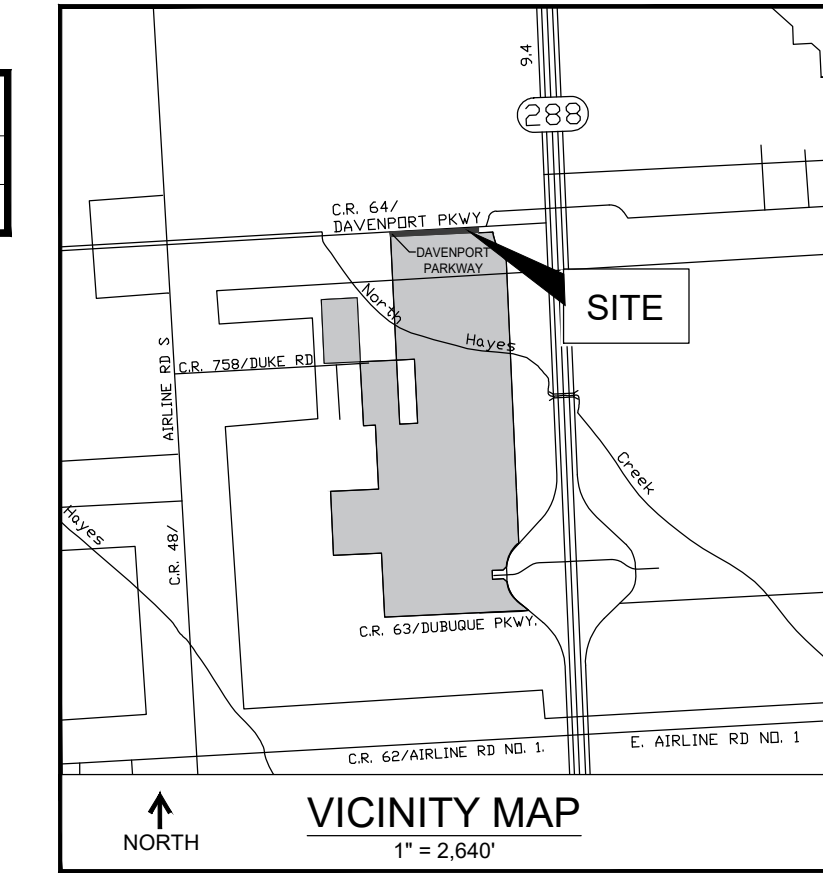 9.4
288
C.R. 64/
DAVENPORT PKWY
DAVENPORT
PARKWAY
SITE
North
Hayes
C.R. 758/DUKE RD
AIRLINE RD S
C.R. 48/
Hayes
Creek
C.R. 63/DUBUQUE PKWY.
C.R. 62/AIRLINE RD NO. 1.
E. AIRLINE RD NO. 1
NORTH
VICINITY MAP
1" = 2,640'